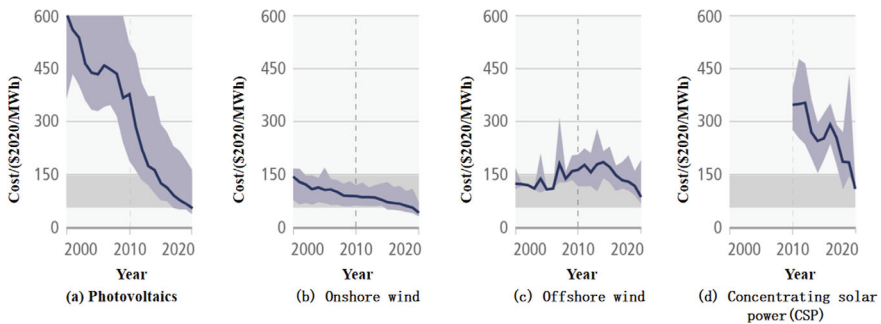 600
450
300
150
0
Cost/($2020/MWh)
2000
2010
2020
Year
(a) Photovoltaics
600
450
300
150
0
Cost/($2020/MWh)
2000
2010
2020
Year
(b) Onshore wind
600
450
300
150
0
Cost/($2020/MWh)
2000
2010
2020
Year
(c) Offshore wind
600
450
300
150
0
Cost/($2020/MWh)
2000
2010
2020
Year
(d) Concentrating solar
power(CSP)